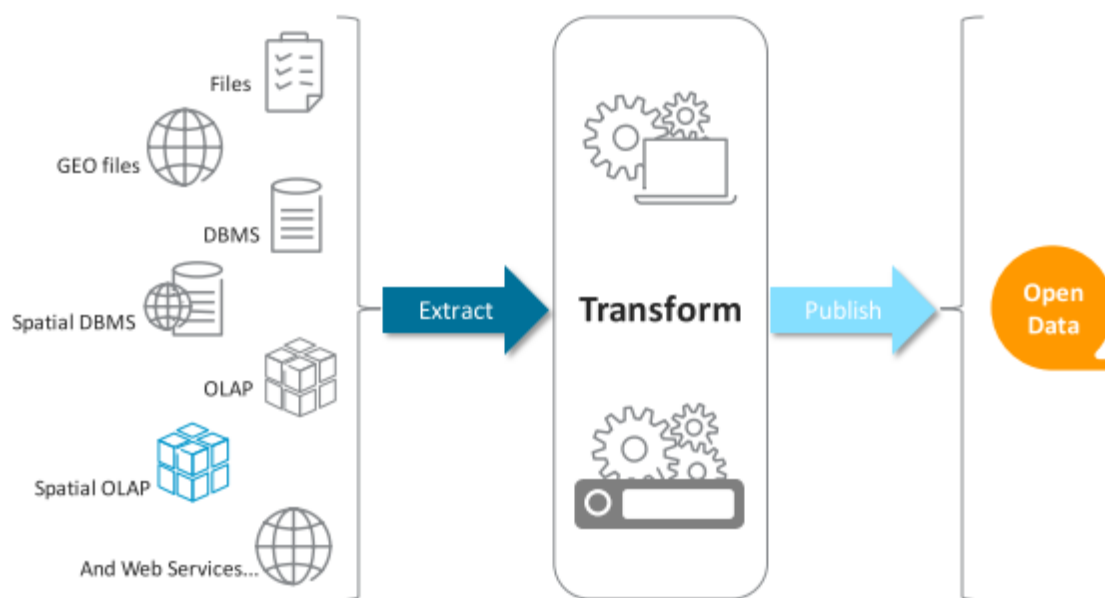 Files
GEO files
DBMS
Spatial DBMS
OLAP
Spatial OLAP
And Web Services...
Extract
Transform
Publish
Open
Data